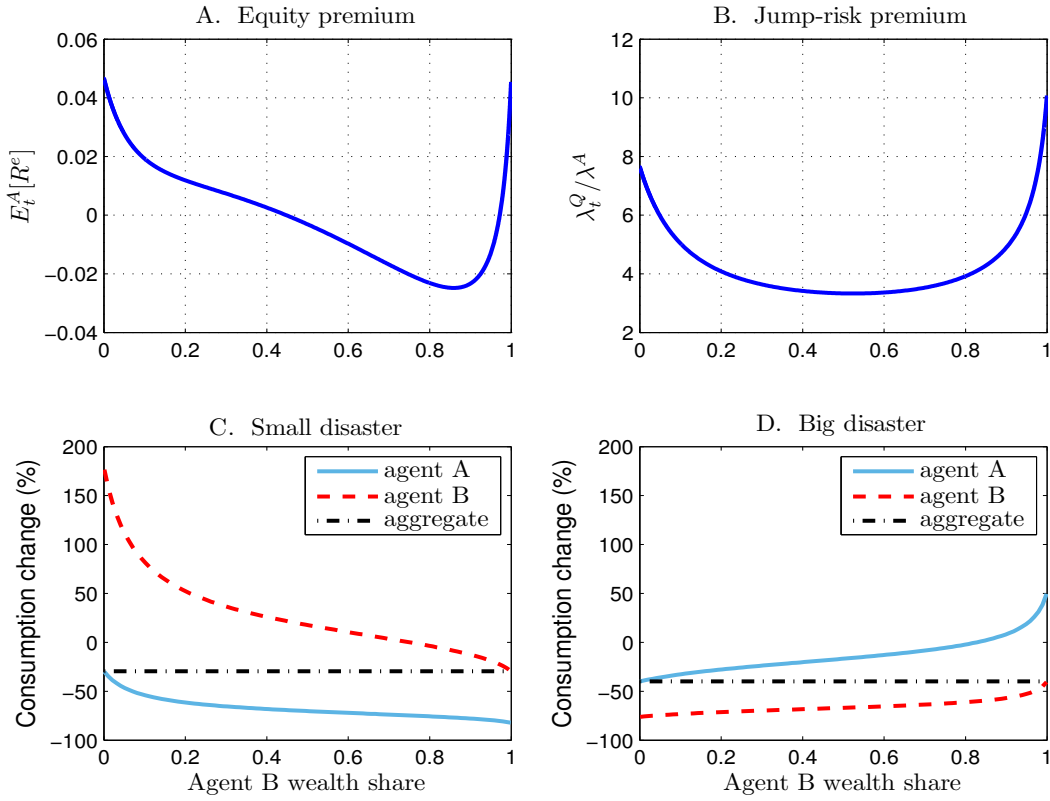 A. Equity premium
0.06
0.04
0.02
0
−0.02
−0.04
E_t^A[R^e]
0 0.2 0.4 0.6 0.8 1
B. Jump-risk premium
12
10
8
6
4
2
λ_t^Q/λ^A
0 0.2 0.4 0.6 0.8 1
C. Small disaster
200
150
100
50
0
−50
−100
Consumption change (%)
agent A
agent B
aggregate
0 0.2 0.4 0.6 0.8 1
Agent B wealth share
D. Big disaster
200
150
100
50
0
−50
−100
Consumption change (%)
agent A
agent B
aggregate
0 0.2 0.4 0.6 0.8 1
Agent B wealth share